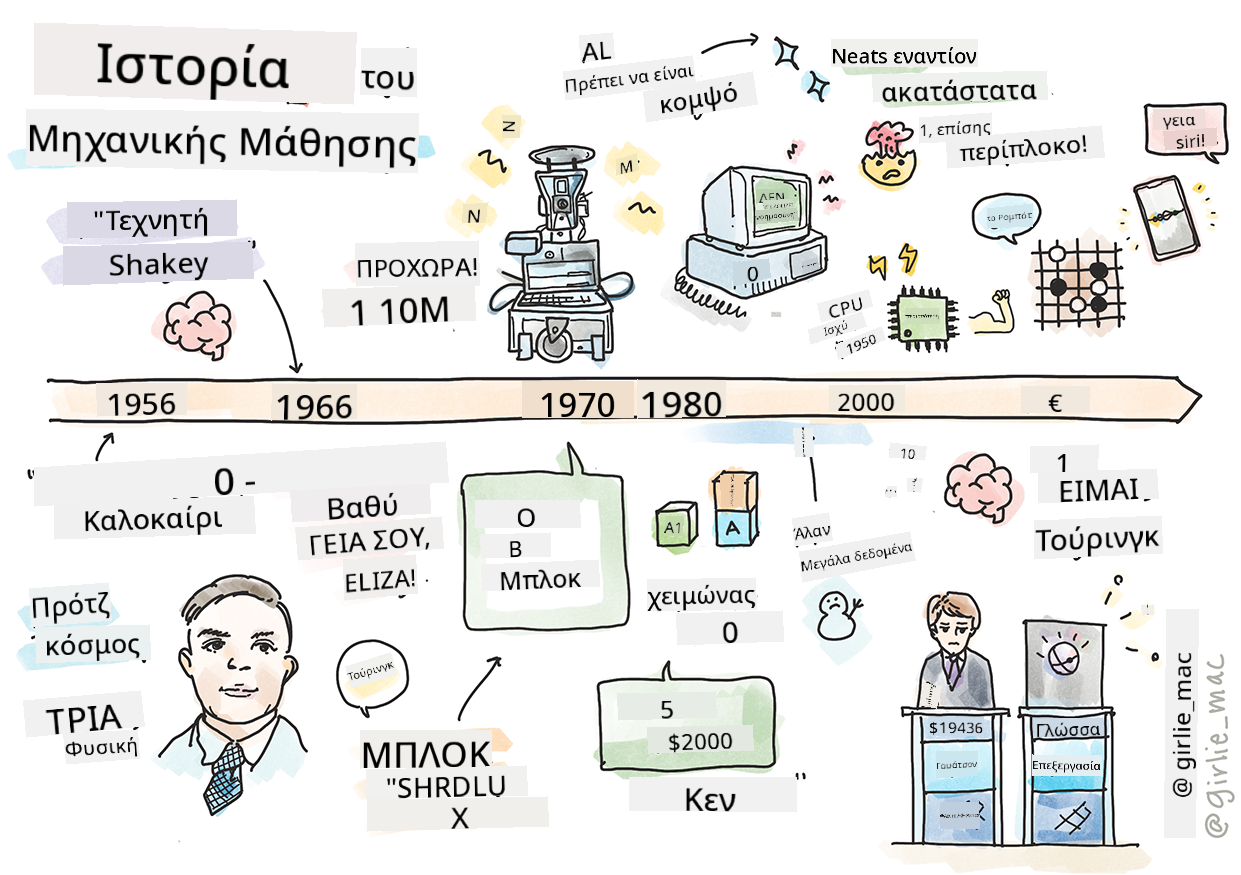 Ιστορία του
Μηχανικής Μάθησης
"Τεχνητή
Shakey"
ΠΡΟΧΩΡΑ!
1 10M
N
N
M
AL
Πρέπει να είναι
κομψό
Neats εναντίον
ακατάστατα
1, επίσης
περίπλοκο!
γεια
siri!
το Ρομπότ
ΔΕΝ
0
CPU
Ισχύ
1950
1956
1966
1970
1980
2000
€
"
0 -
Καλοκαίρι
Βαθύ
ΓΕΙΑ ΣΟΥ,
ELIZA!
Πρότζ
κόσμος
ΤΡΙΑ
Φυσική
Τούρινγκ
ΜΠΛΟΚ
"SHRDLU
X
Ο
Β
Μπλοκ
A1
A
χειμώνας
0
5
$2000
Κεν
"
Άλαν
Μεγάλα δεδομένα
10
1
ΕΙΜΑΙ
Τούρινγκ
$19436
Γουάτσον
Γλώσσα
Επεξεργασία
@ girlie_mac
@girlie_mac